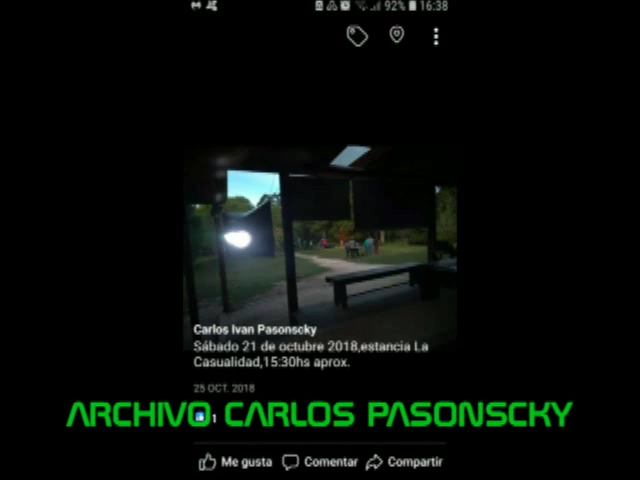 92% 16:38
Carlos Ivan Pasonscky
Sábado 21 de octubre 2018,estancia La
Casualidad,15:30hs aprox.
25 OCT. 2018
ARCHIVO CARLOS PASONSCKY
1
Me gusta Comentar Compartir